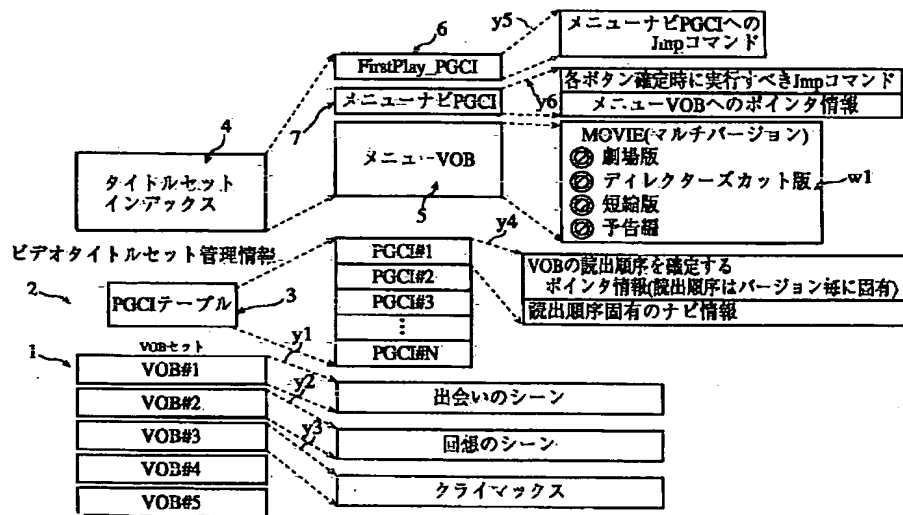 y5
メニューナビPGCIへの
Jmpコマンド
6
FirstPlay_PGCI
各ボタン確定時に実行すべきJmpコマンド
メニューナビPGCI
y6
メニューVOBへのポインタ情報
7
4
MOVIE(マルチバージョン)
◎ 劇場版
◎ ディレクターズカット版
◎ 短縮版
◎ 予告編
w1
メニューVOB
5
タイトルセット
インデックス
y4
ビデオタイトルセット管理情報
PGCI#1
PGCI#2
PGCI#3
⋮
PGCI#N
VOBの読出順序を確定する
ポインタ情報(読出順序はバージョン毎に固有)
読出順序固有のナビ情報
2
PGCIテーブル
3
1
VOBセット
y1
VOB#1
y2
出会いのシーン
VOB#2
y3
回想のシーン
VOB#3
クライマックス
VOB#4
VOB#5